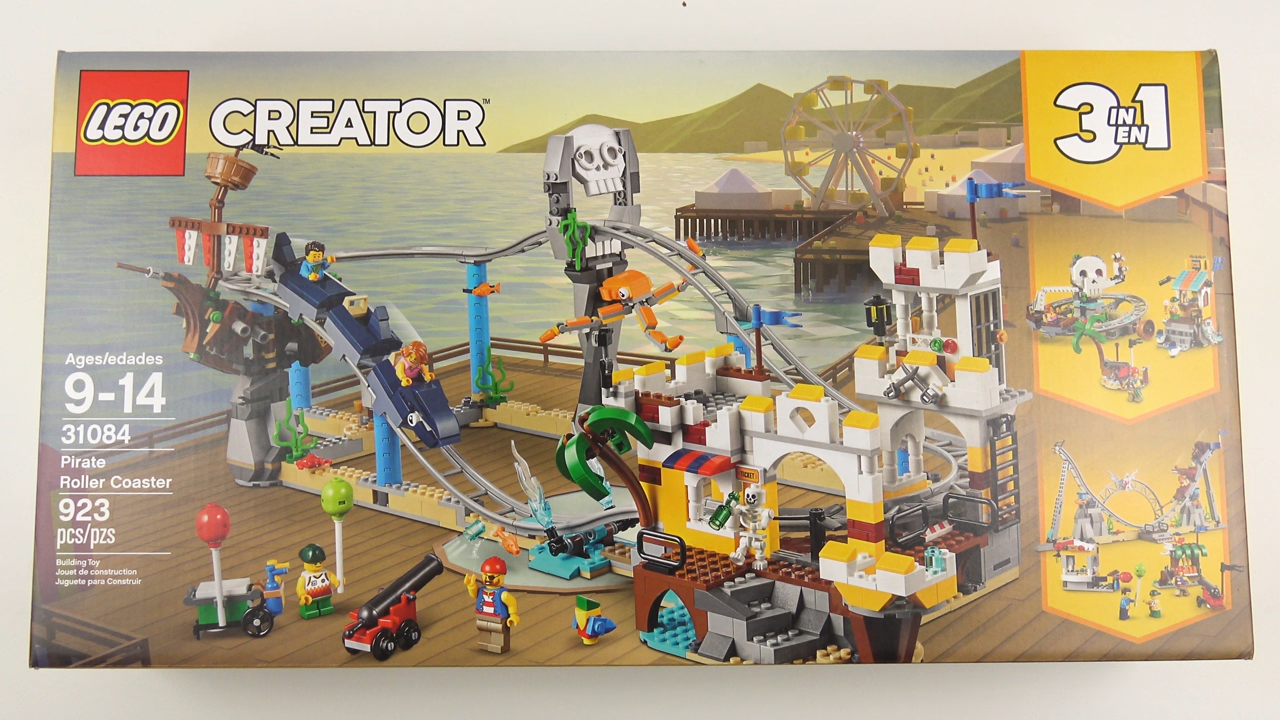 LEGO
CREATOR™
3 IN EN 1
Ages/edades
9-14
31084
Pirate
Roller Coaster
923
pcs/pzs
Building Toy
Jouet de construction
Juguete para Construir
TICKET